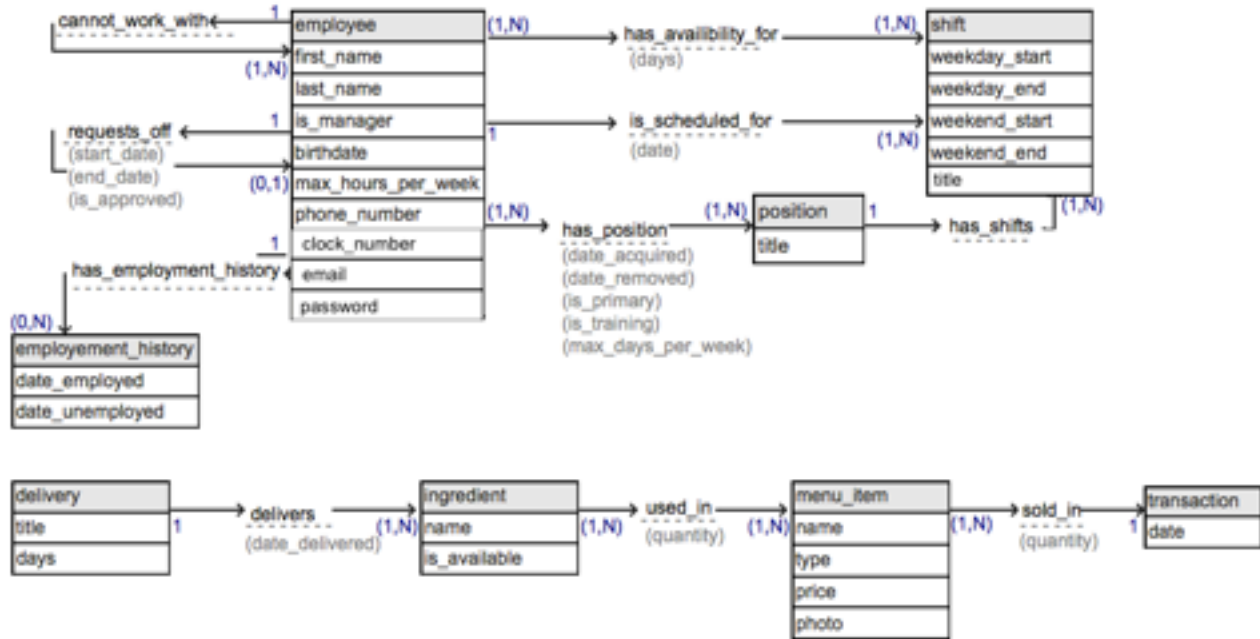 cannot_work_with
1
(1,N)
employee
first_name
last_name
is_manager
birthdate
max_hours_per_week
phone_number
clock_number
email
password
requests_off
(start_date)
(end_date)
(is_approved)
1
(0,1)
1
has_employment_history
(0,N)
employement_history
date_employed
date_unemployed
(1,N)
has_availibility_for
(days)
(1,N)
1
is_scheduled_for
(date)
(1,N)
shift
weekday_start
weekday_end
weekend_start
weekend_end
title
(1,N)
has_position
(date_acquired)
(date_removed)
(is_primary)
(is_training)
(max_days_per_week)
(1,N)
position
title
1
has_shifts
(1,N)
delivery
title
days
1
delivers
(date_delivered)
(1,N)
ingredient
name
is_available
(1,N)
used_in
(quantity)
(1,N)
menu_item
name
type
price
photo
(1,N)
sold_in
(quantity)
1
transaction
date